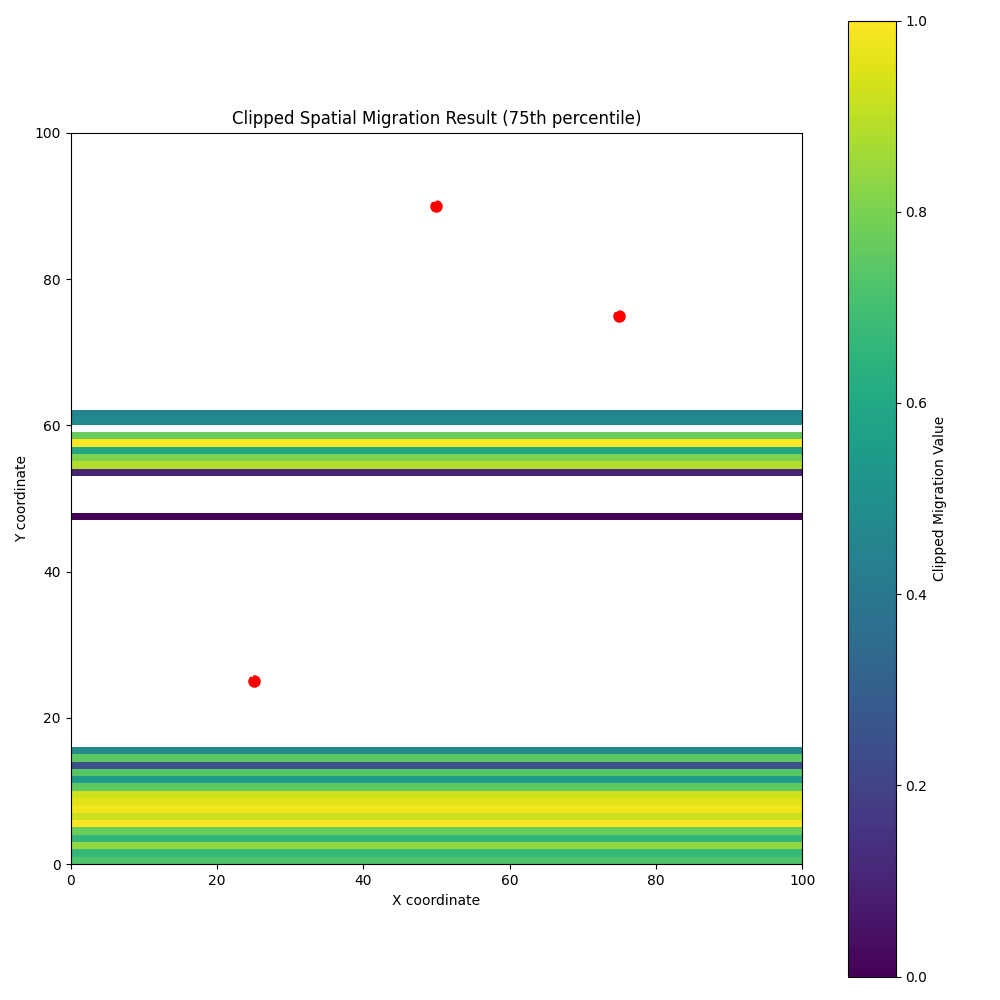 Clipped Spatial Migration Result (75th percentile)
100
80
60
40
20
0
Y coordinate
0 20 40 60 80 100
X coordinate
1.0
0.8
0.6
0.4
0.2
0.0
Clipped Migration Value